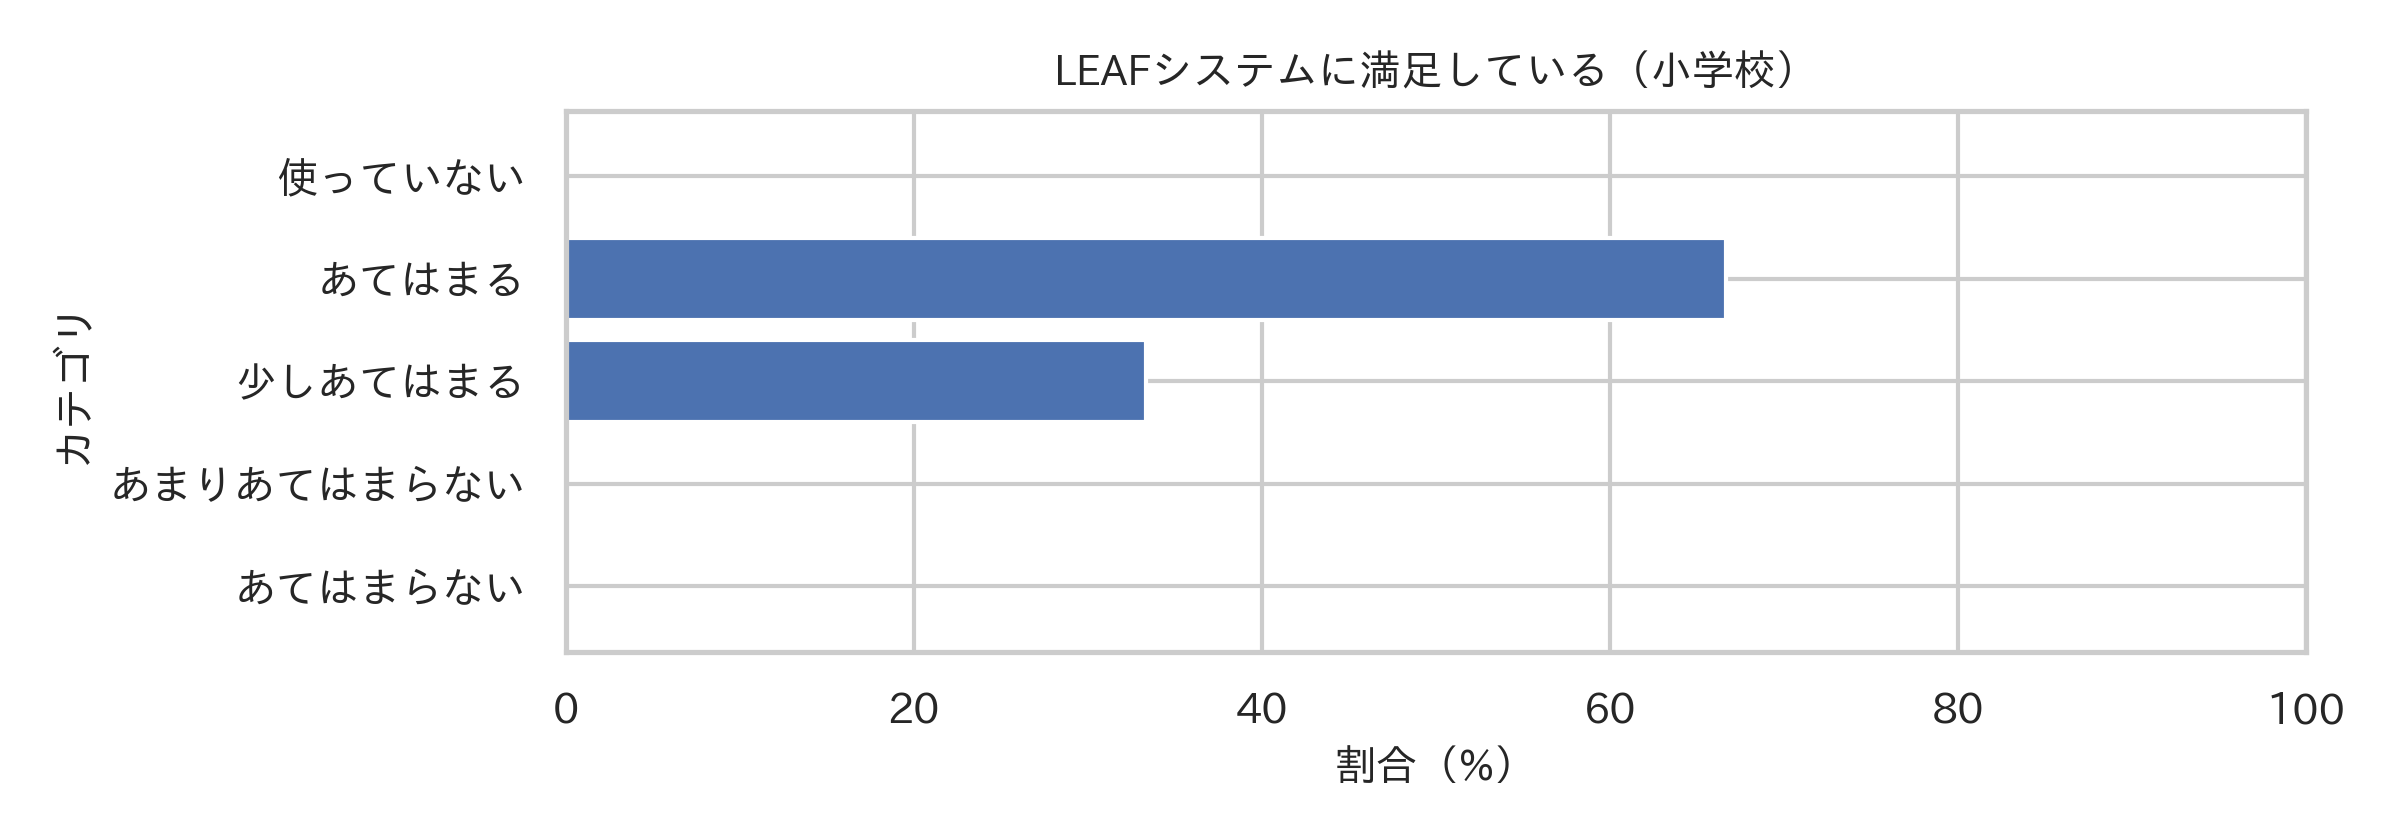 LEAFシステムに満足している（小学校）
使っていない
あてはまる
少しあてはまる
あまりあてはまらない
あてはまらない
カテゴリ
0 20 40 60 80 100
割合（%）